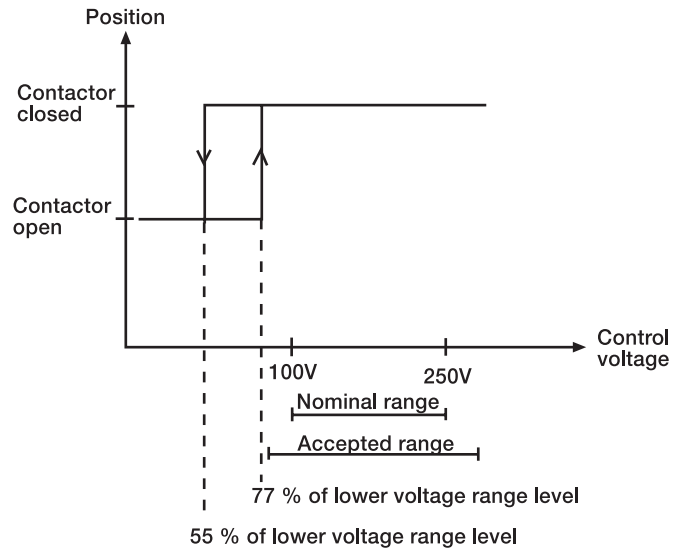 Position
Contactor
closed
Contactor
open
Control
voltage
100V
250V
Nominal range
Accepted range
77 % of lower voltage range level
55 % of lower voltage range level